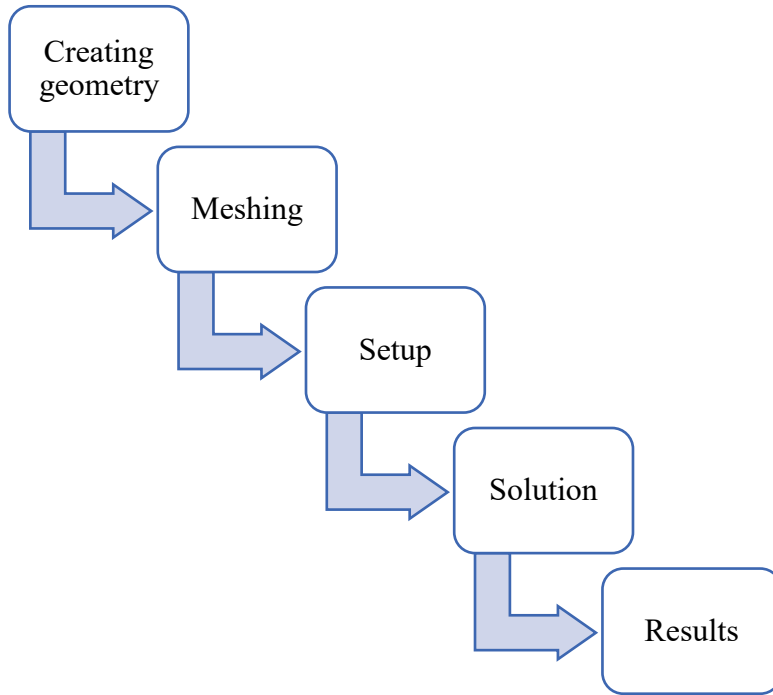 Creating
geometry
Meshing
Setup
Solution
Results